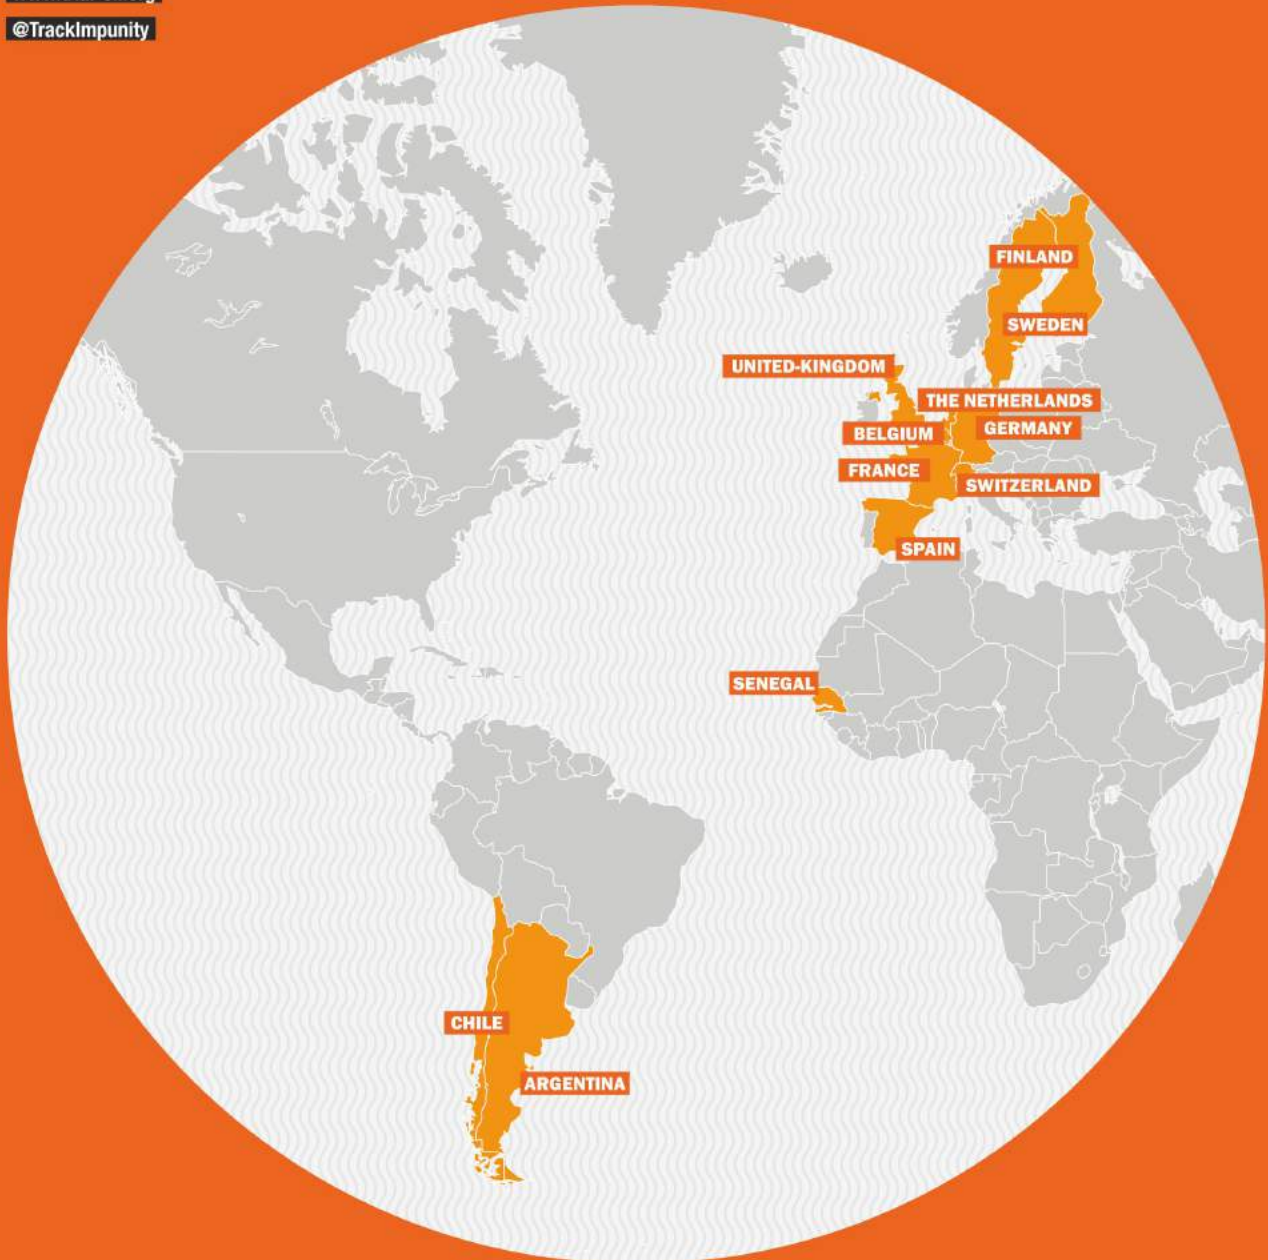 @TrackImpunity
FINLAND
SWEDEN
UNITED-KINGDOM
THE NETHERLANDS
BELGIUM
GERMANY
FRANCE
SWITZERLAND
SPAIN
SENEGAL
CHILE
ARGENTINA